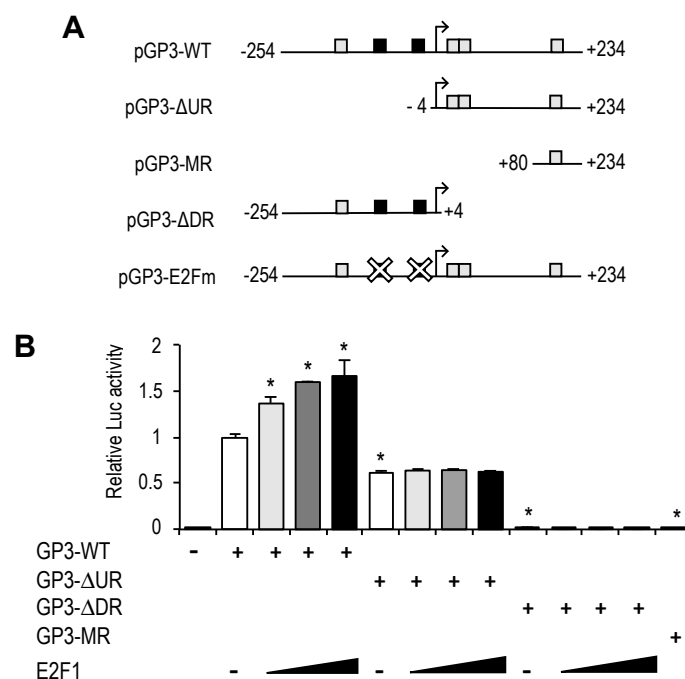 A
pGP3-WT -254 +234
pGP3-ΔUR - 4 +234
pGP3-MR +80 +234
pGP3-ΔDR -254 +4
pGP3-E2Fm -254 +234
B
Relative Luc activity
2
1.5
1
0.5
0
* * * * * *
GP3-WT - + + + +
GP3-ΔUR + + + +
GP3-ΔDR + + + +
GP3-MR +
E2F1 - - -